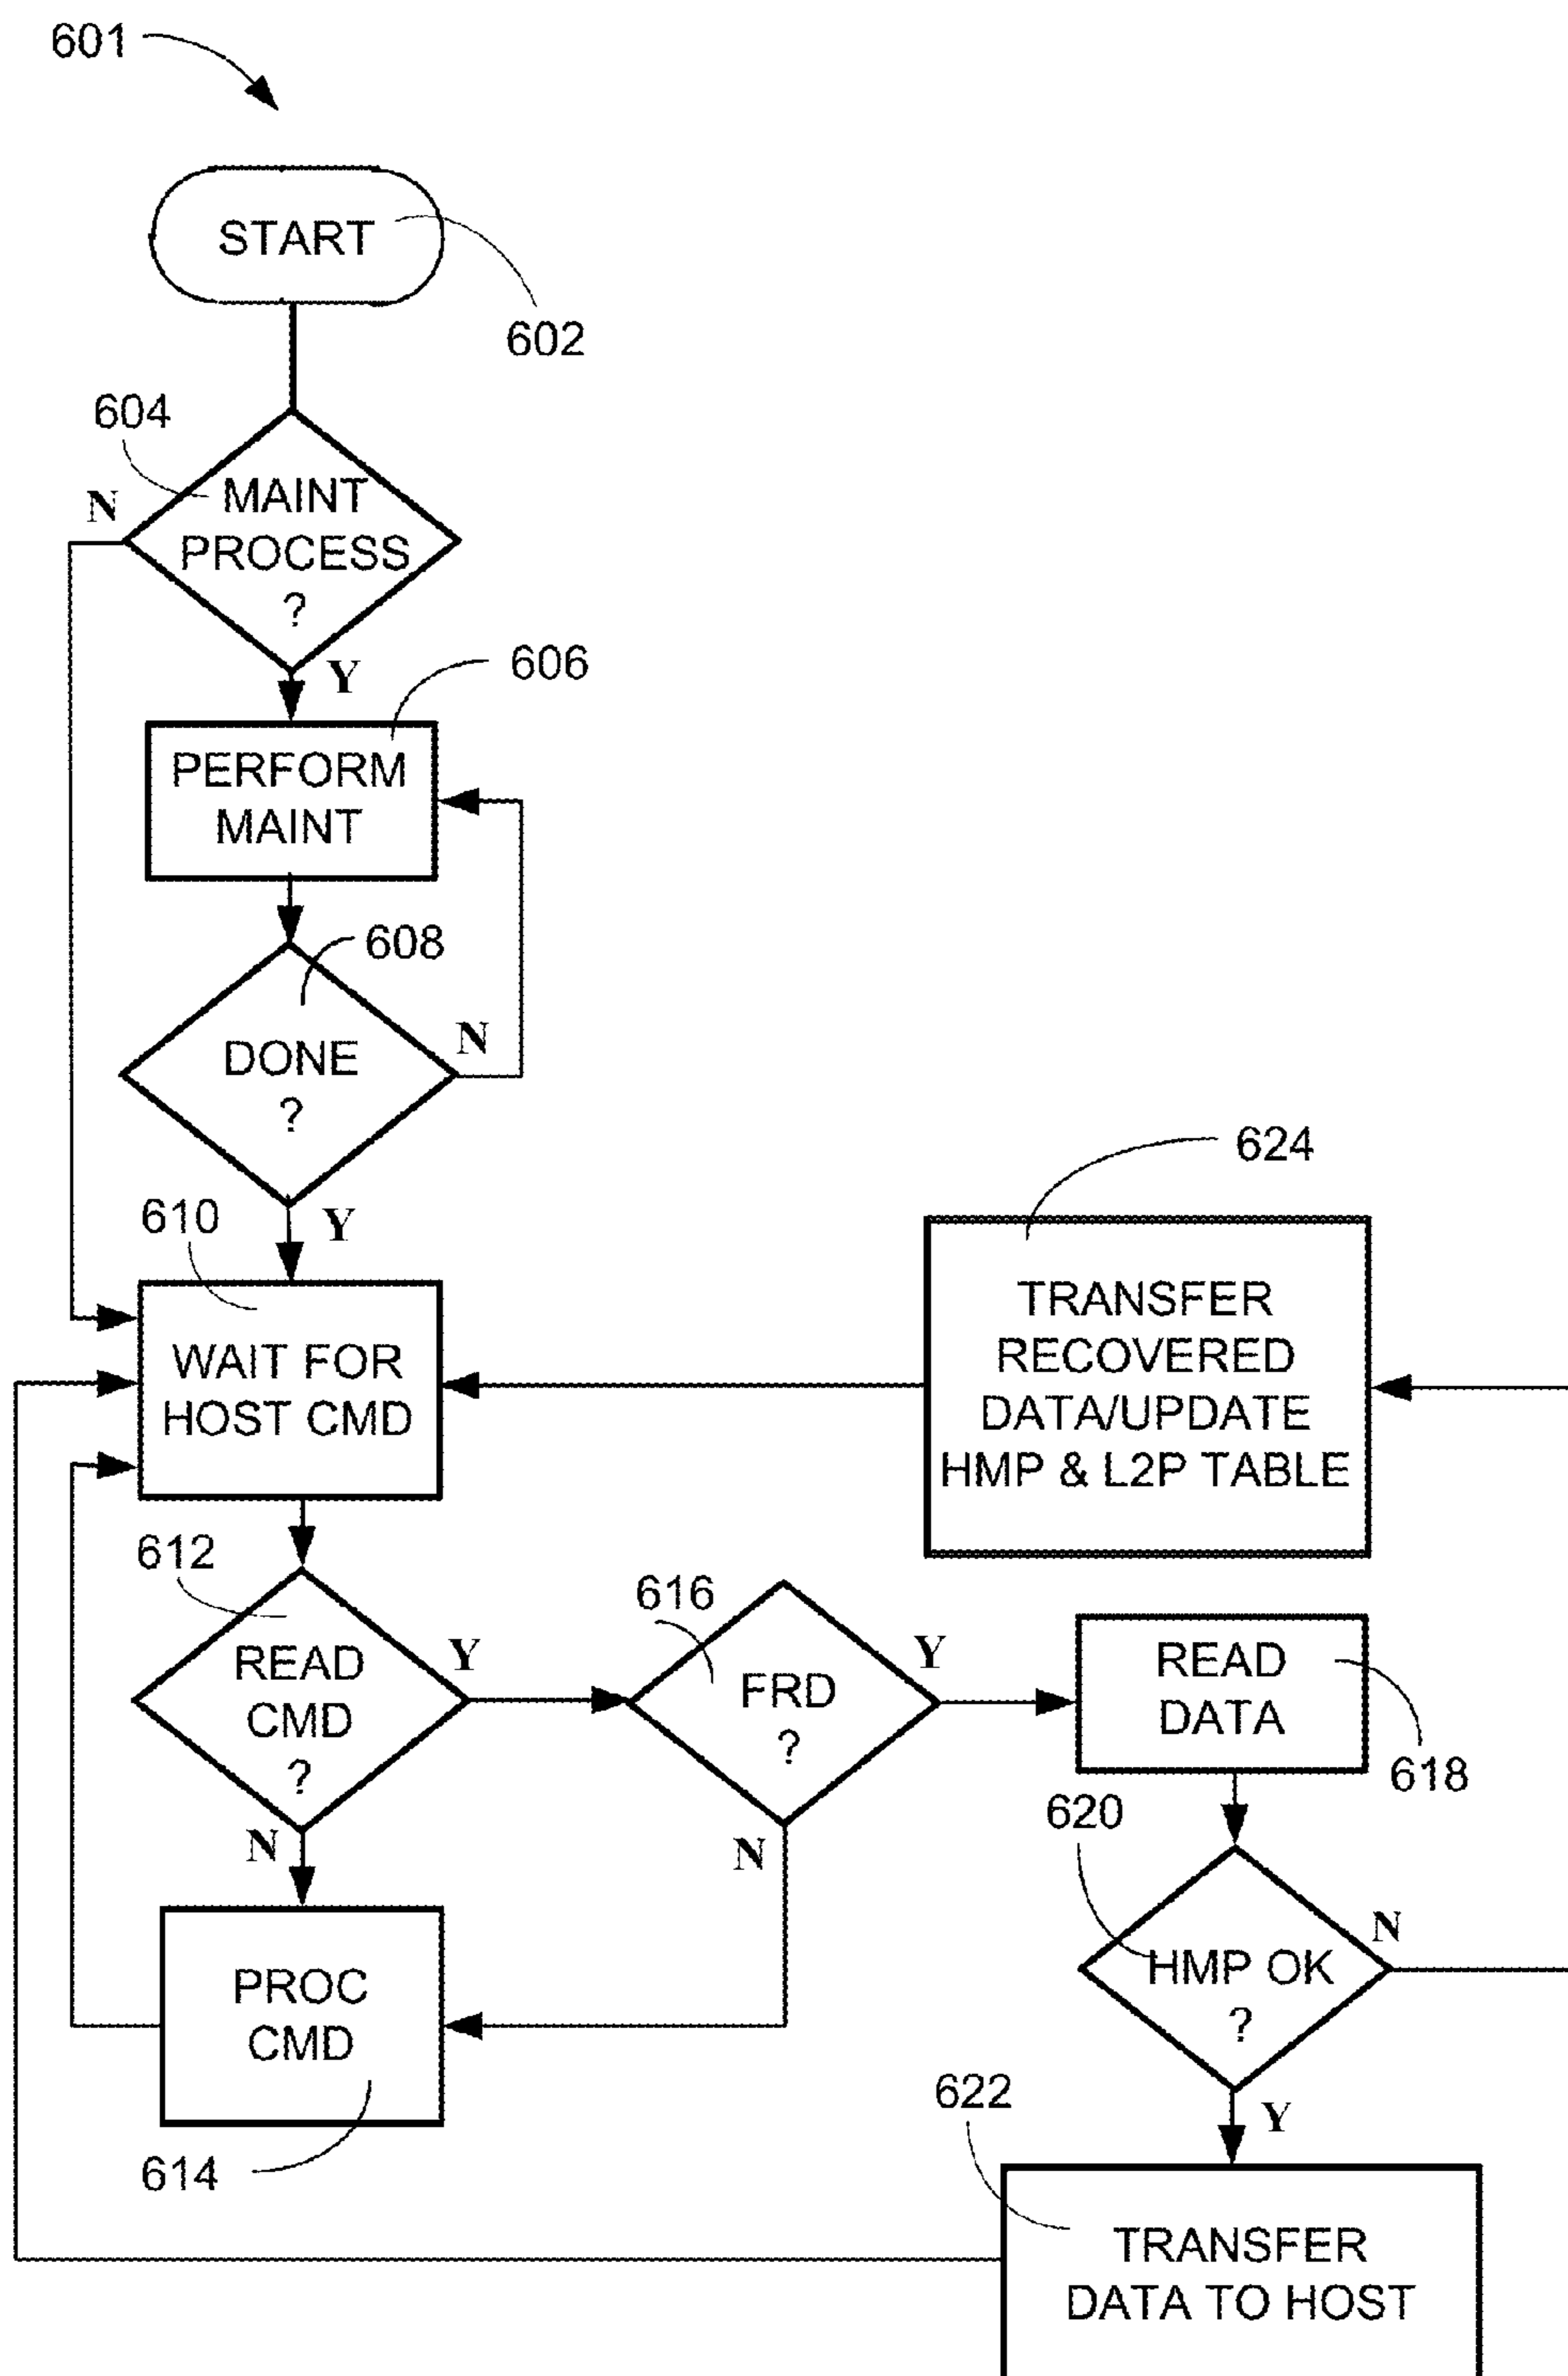 601
START
602
604
N
MAINT
PROCESS
?
Y
606
PERFORM
MAINT
608
DONE
?
N
Y
610
WAIT FOR
HOST CMD
624
TRANSFER
RECOVERED
DATA/UPDATE
HMP & L2P TABLE
612
READ
CMD
?
Y
N
616
FRD
?
Y
N
READ
DATA
618
PROC
CMD
614
620
HMP OK
?
N
Y
622
TRANSFER
DATA TO HOST